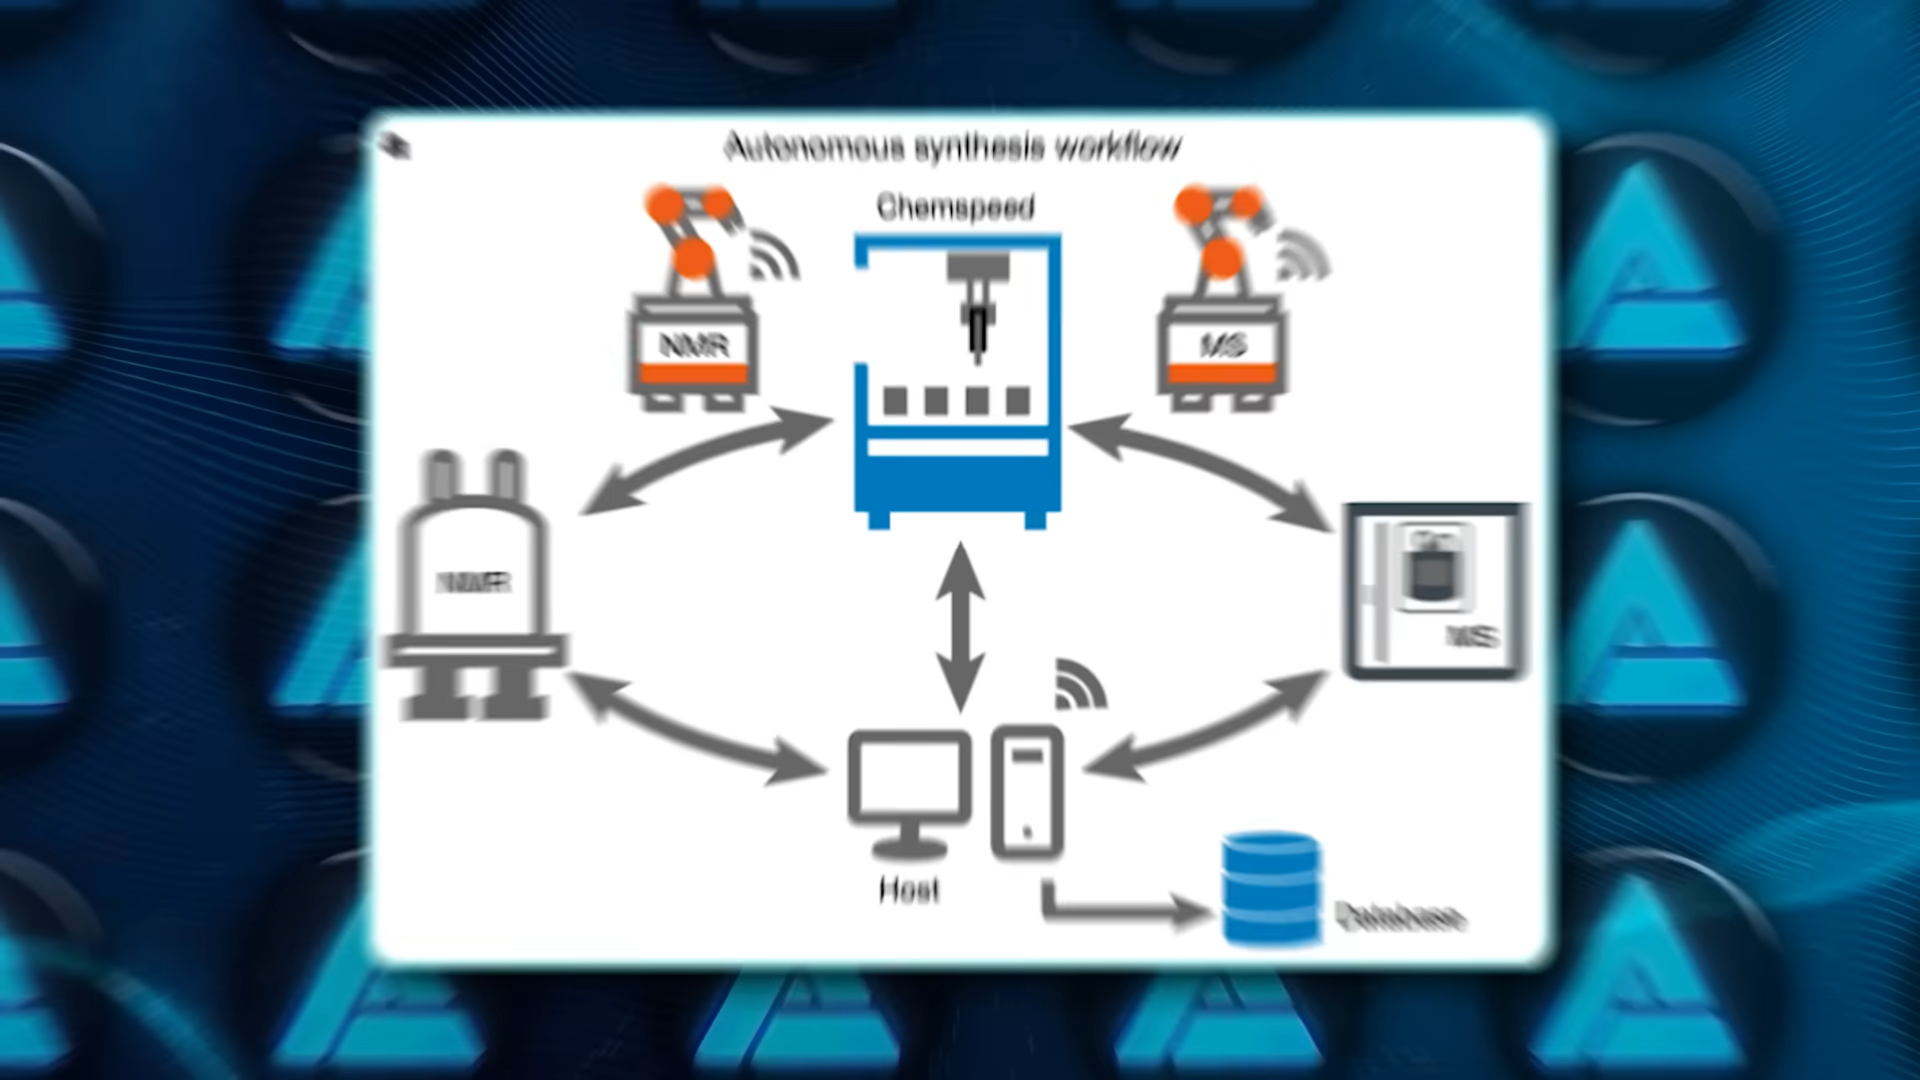 Autonomous synthesis workflow
Chemspeed
NMR
MS
NMR
MS
Host
Database